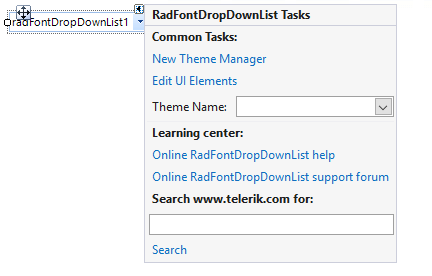 radFontDropDownList1
RadFontDropDownList Tasks
Common Tasks:
New Theme Manager
Edit UI Elements
Theme Name:
Learning center:
Online RadFontDropDownList help
Online RadFontDropDownList support forum
Search www.telerik.com for:
Search